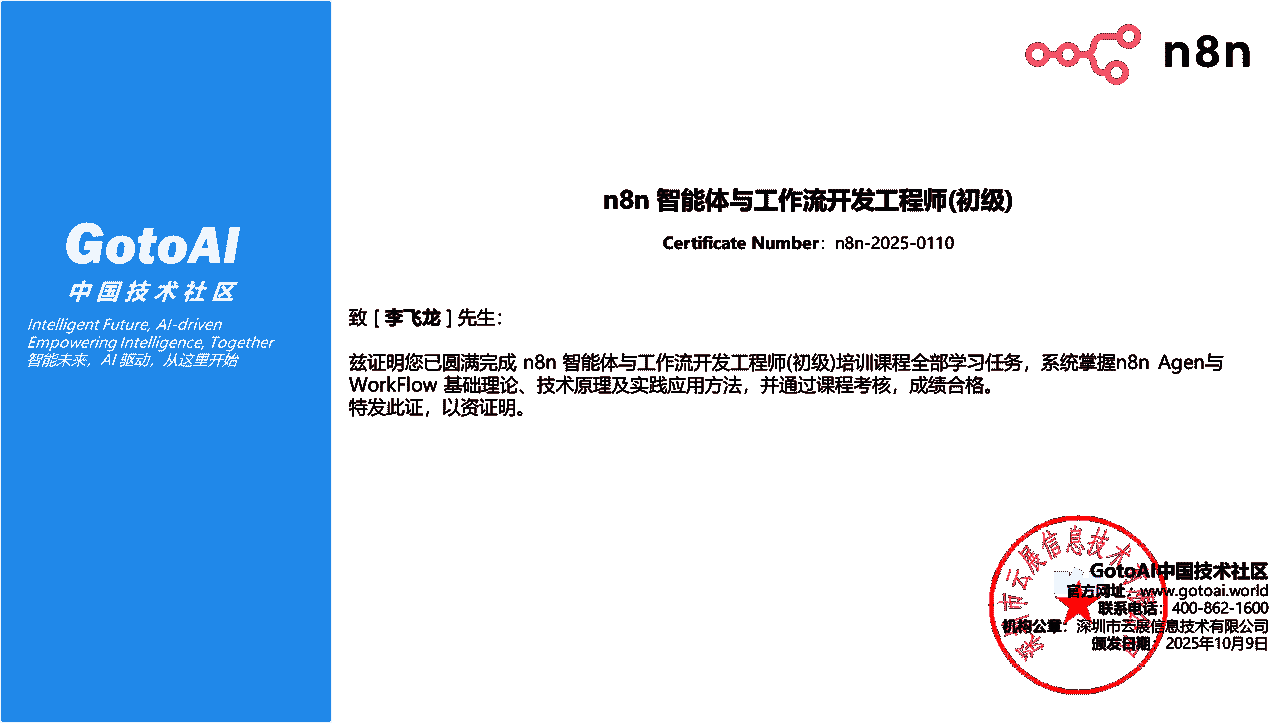 GotoAI
中国技术社区
Intelligent Future, AI-driven
Empowering Intelligence, Together
智能未来，AI 驱动，从这里开始
n8n
n8n 智能体与工作流开发工程师(初级)
Certificate Number：n8n-2025-0110
致 [ 李飞龙 ] 先生：
兹证明您已圆满完成 n8n 智能体与工作流开发工程师(初级)培训课程全部学习任务，系统掌握n8n Agen与
WorkFlow 基础理论、技术原理及实践应用方法，并通过课程考核，成绩合格。
特发此证，以资证明。
GotoAI中国技术社区
官方网址：www.gotoai.world
联系电话：400-862-1600
机构公章：深圳市云展信息技术有限公司
颁发日期：2025年10月9日